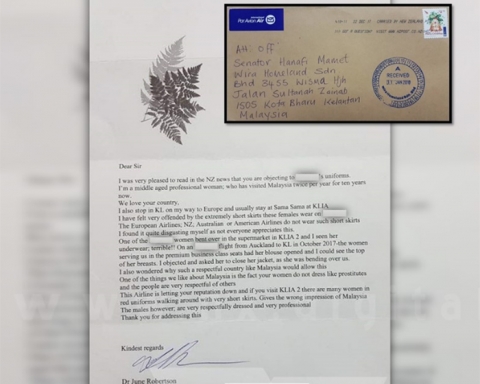 Par Avion
Att Off
Senator Hanafi Mamat
Wira Holdcloud Sdn
Bhd 3455 Wisma
Jalan Sultanah Zainab
1505 Kota Bharu Kelantan
Malaysia
RECEIVED
Dear Sir
I was very pleased to read in the NZ news that you are objecting to 's uniforms
I'm a middle aged professional woman; who has visited Malaysia twice per year for ten years
now.
We love your country,
I also stop in KL on my way to Europe and usually stay at Sama Sama at KLIA
I have felt very offended by the extremely short skirts these females wear on
The European Airlines, NZ; Australian or American Airlines do not wear such short skirts
I found it quite disgusting myself as not everyone appreciates this.
One of the women bent over in the supermarket in KLIA 2 and I seen her
underwear, terrible!! On an flight from Auckland to KL in October 2017-the women
serving us in the premium business class seats had her blouse opened and I could see the top
of her breasts. I objected and asked her to close her jacket, as she was bending over us.
I also wondered why such a respected country like Malaysia would allow this
One of the things we like about Malaysia is the fact your women do not dress like prostitutes
and the people are very respectful of others
This Airline is letting your reputation down and if you visit KLIA 2 there are many women in
red uniforms walking around with very short skirts. Gives the wrong impression of Malaysia
The males however; are very respectfully dressed and very professional
Thank you for addressing this
Kindest regards
Dr June Robertson